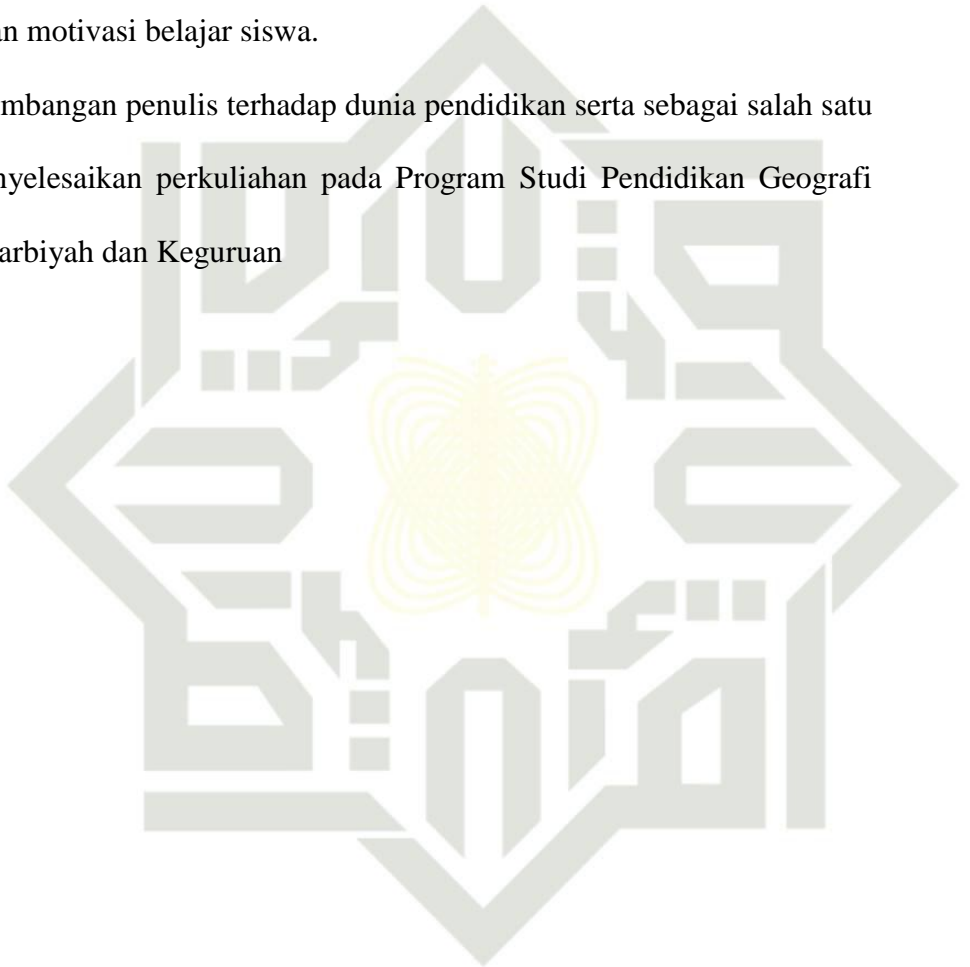 an motivasi belajar siswa.
mbangan penulis terhadap dunia pendidikan serta sebagai salah satu
nyelesaikan perkuliahan pada Program Studi Pendidikan Geografi
arbiyah dan Keguruan